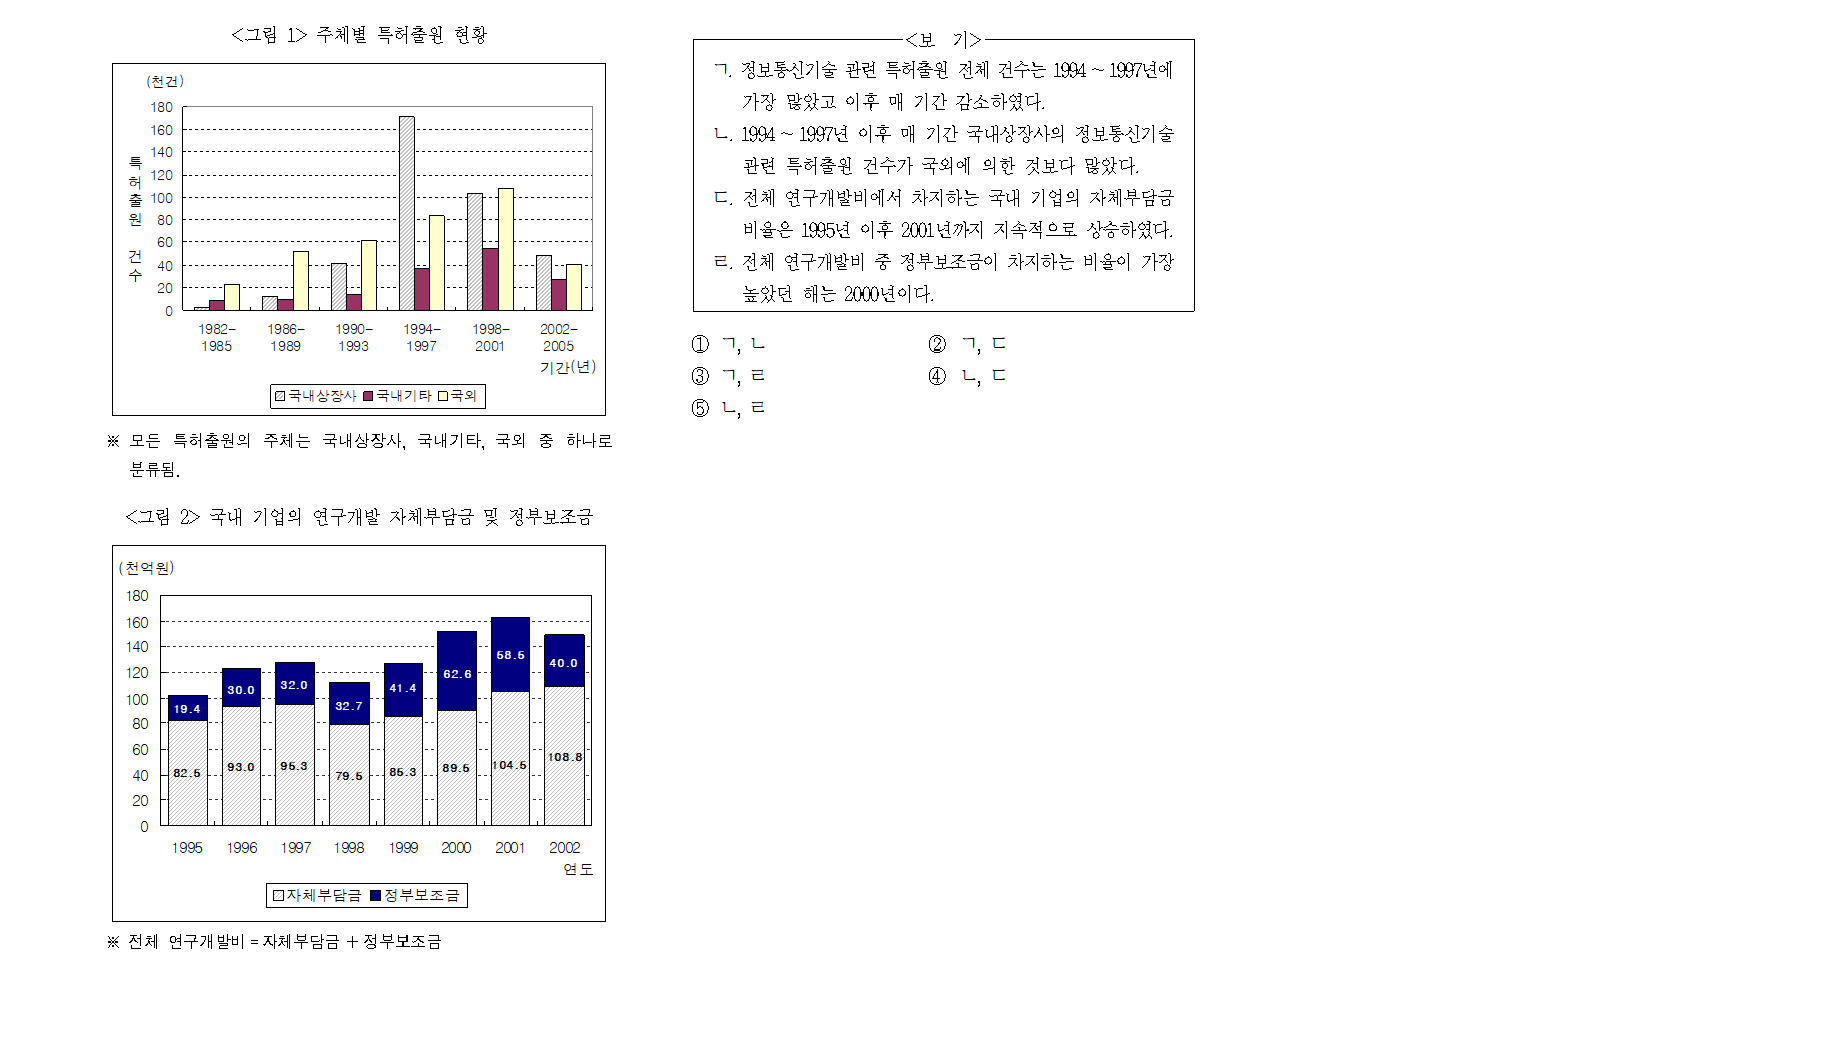 <그림 1> 주체별 특허출원 현황
(천건)
180
160
140
120
100
80
60
40
20
0
특허출원 건수
1982-1985
1986-1989
1990-1993
1994-1997
1998-2001
2002-2005
기간(년)
국내상장사 국내기타 국외
※ 모든 특허출원의 주체는 국내상장사, 국내기타, 국외 중 하나로
분류됨.
<그림 2> 국내 기업의 연구개발 자체부담금 및 정부보조금
(천억원)
180
160
140
120
100
80
60
40
20
0
19.4 30.0 32.0 32.7 41.4 62.6 58.5 40.0
82.5 93.0 95.3 79.5 85.3 89.5 104.5 108.8
1995 1996 1997 1998 1999 2000 2001 2002
연도
자체부담금 정부보조금
※ 전체 연구개발비 = 자체부담금 + 정부보조금
<보 기>
ㄱ. 정보통신기술 관련 특허출원 전체 건수는 1994 ~ 1997년에
가장 많았고 이후 매 기간 감소하였다.
ㄴ. 1994 ~ 1997년 이후 매 기간 국내상장사의 정보통신기술
관련 특허출원 건수가 국외에 의한 것보다 많았다.
ㄷ. 전체 연구개발비에서 차지하는 국내 기업의 자체부담금
비율은 1995년 이후 2001년까지 지속적으로 상승하였다.
ㄹ. 전체 연구개발비 중 정부보조금이 차지하는 비율이 가장
높았던 해는 2000년이다.
① ㄱ, ㄴ ② ㄱ, ㄷ
③ ㄱ, ㄹ ④ ㄴ, ㄷ
⑤ ㄴ, ㄹ